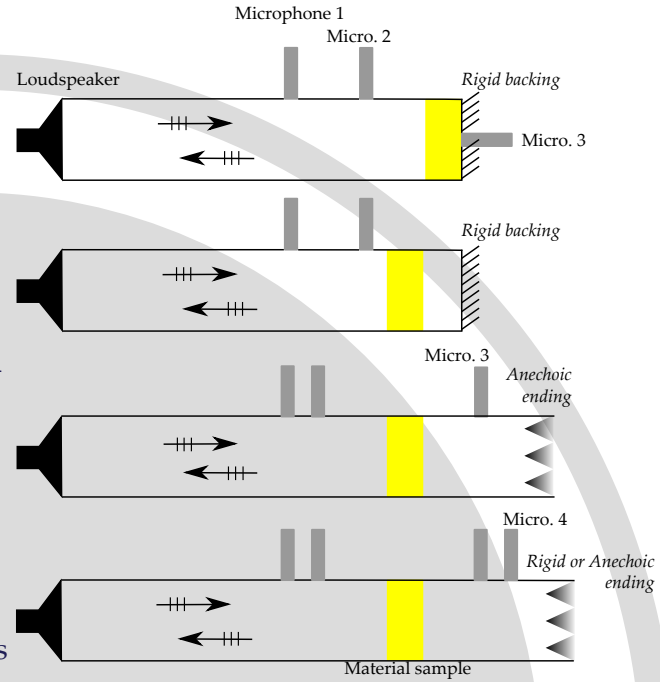 Microphone 1
Micro. 2
Loudspeaker
Rigid backing
Micro. 3
Rigid backing
Micro. 3
Anechoic
ending
Micro. 4
Rigid or Anechoic
ending
s
Material sample